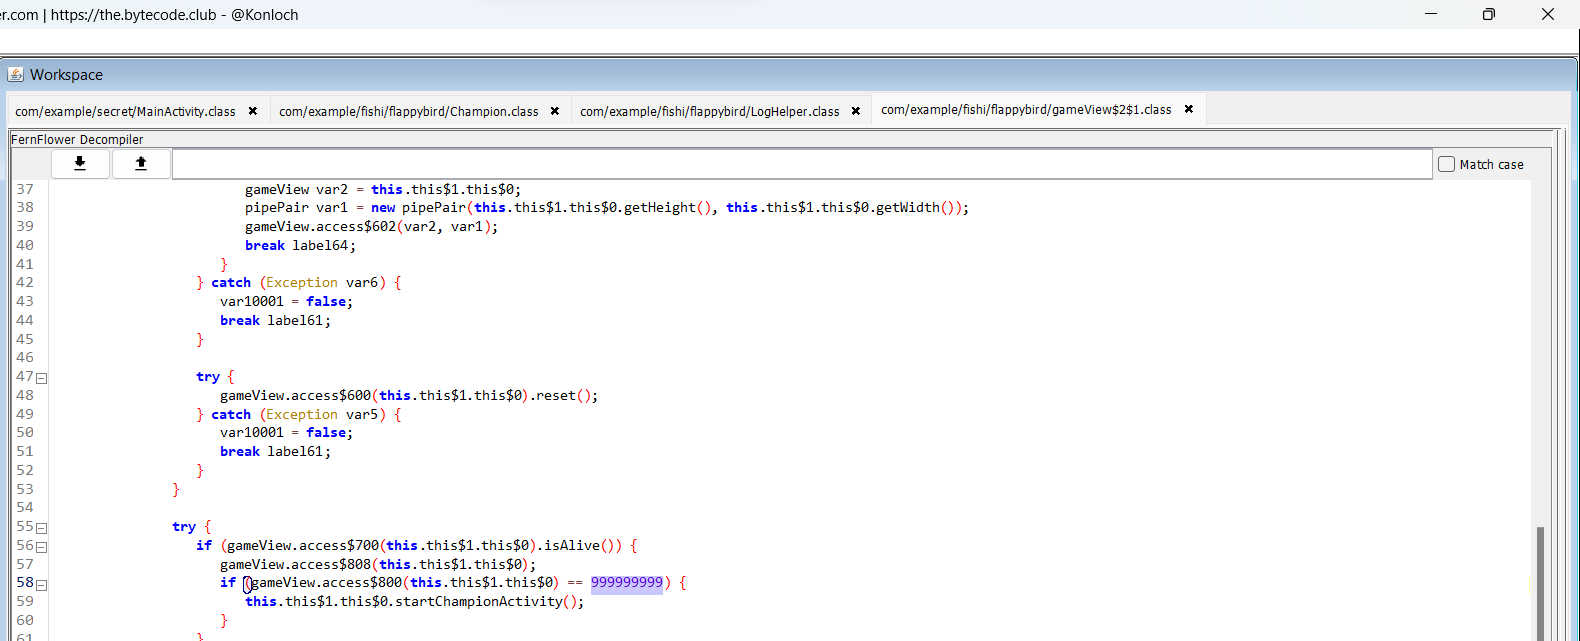 er.com | https://the.bytecode.club - @Konloch
Workspace
com/example/secret/MainActivity.class com/example/fishi/flappybird/Champion.class com/example/fishi/flappybird/LogHelper.class com/example/fishi/flappybird/gameView$2$1.class
FernFlower Decompiler
Match case
37 gameView var2 = this.this$1.this$0;
38 pipePair var1 = new pipePair(this.this$1.this$0.getHeight(), this.this$1.this$0.getWidth());
39 gameView.access$602(var2, var1);
40 break label64;
41 }
42 } catch (Exception var6) {
43 var10001 = false;
44 break label61;
45 }
46
47 try {
48 gameView.access$600(this.this$1.this$0).reset();
49 } catch (Exception var5) {
50 var10001 = false;
51 break label61;
52 }
53 }
54
55 try {
56 if (gameView.access$700(this.this$1.this$0).isAlive()) {
57 gameView.access$808(this.this$1.this$0);
58 if (gameView.access$800(this.this$1.this$0) == 999999999) {
59 this.this$1.this$0.startChampionActivity();
60 }
61 }